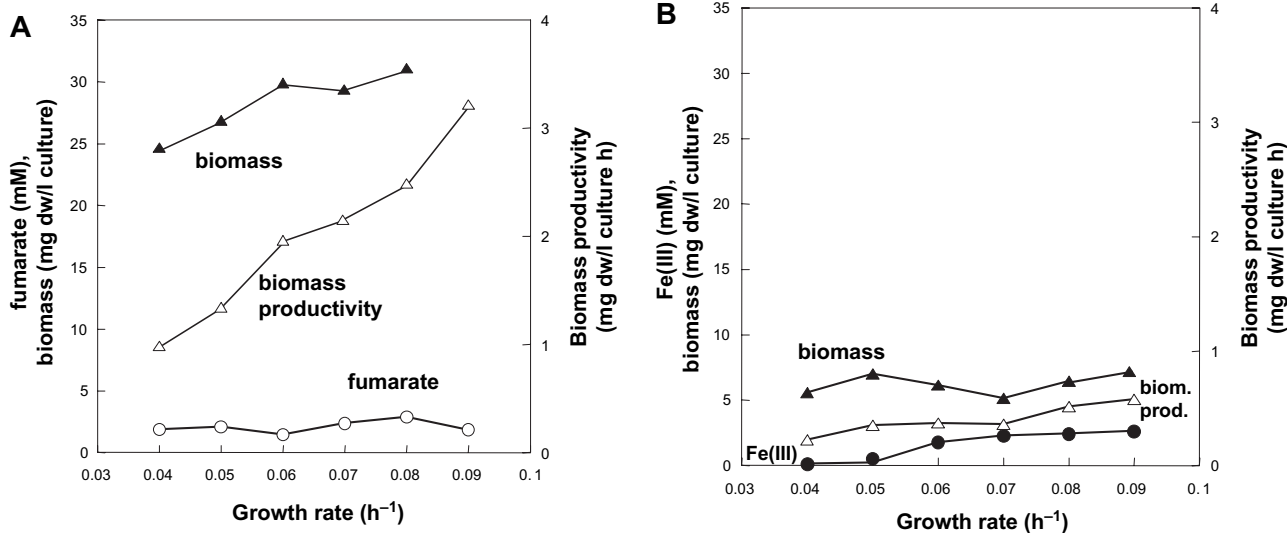 A
fumarate (mM),
biomass (mg dw/l culture)
35
30
25
20
15
10
5
0
0.03 0.04 0.05 0.06 0.07 0.08 0.09 0.1
Growth rate (h⁻¹)
4
3
2
1
0
Biomass productivity
(mg dw/l culture h)
biomass
biomass
productivity
fumarate
B
Fe(III) (mM),
biomass (mg dw/l culture)
35
30
25
20
15
10
5
0
0.03 0.04 0.05 0.06 0.07 0.08 0.09 0.1
Growth rate (h⁻¹)
4
3
2
1
0
Biomass productivity
(mg dw/l culture h)
biomass
biom.
prod.
Fe(III)